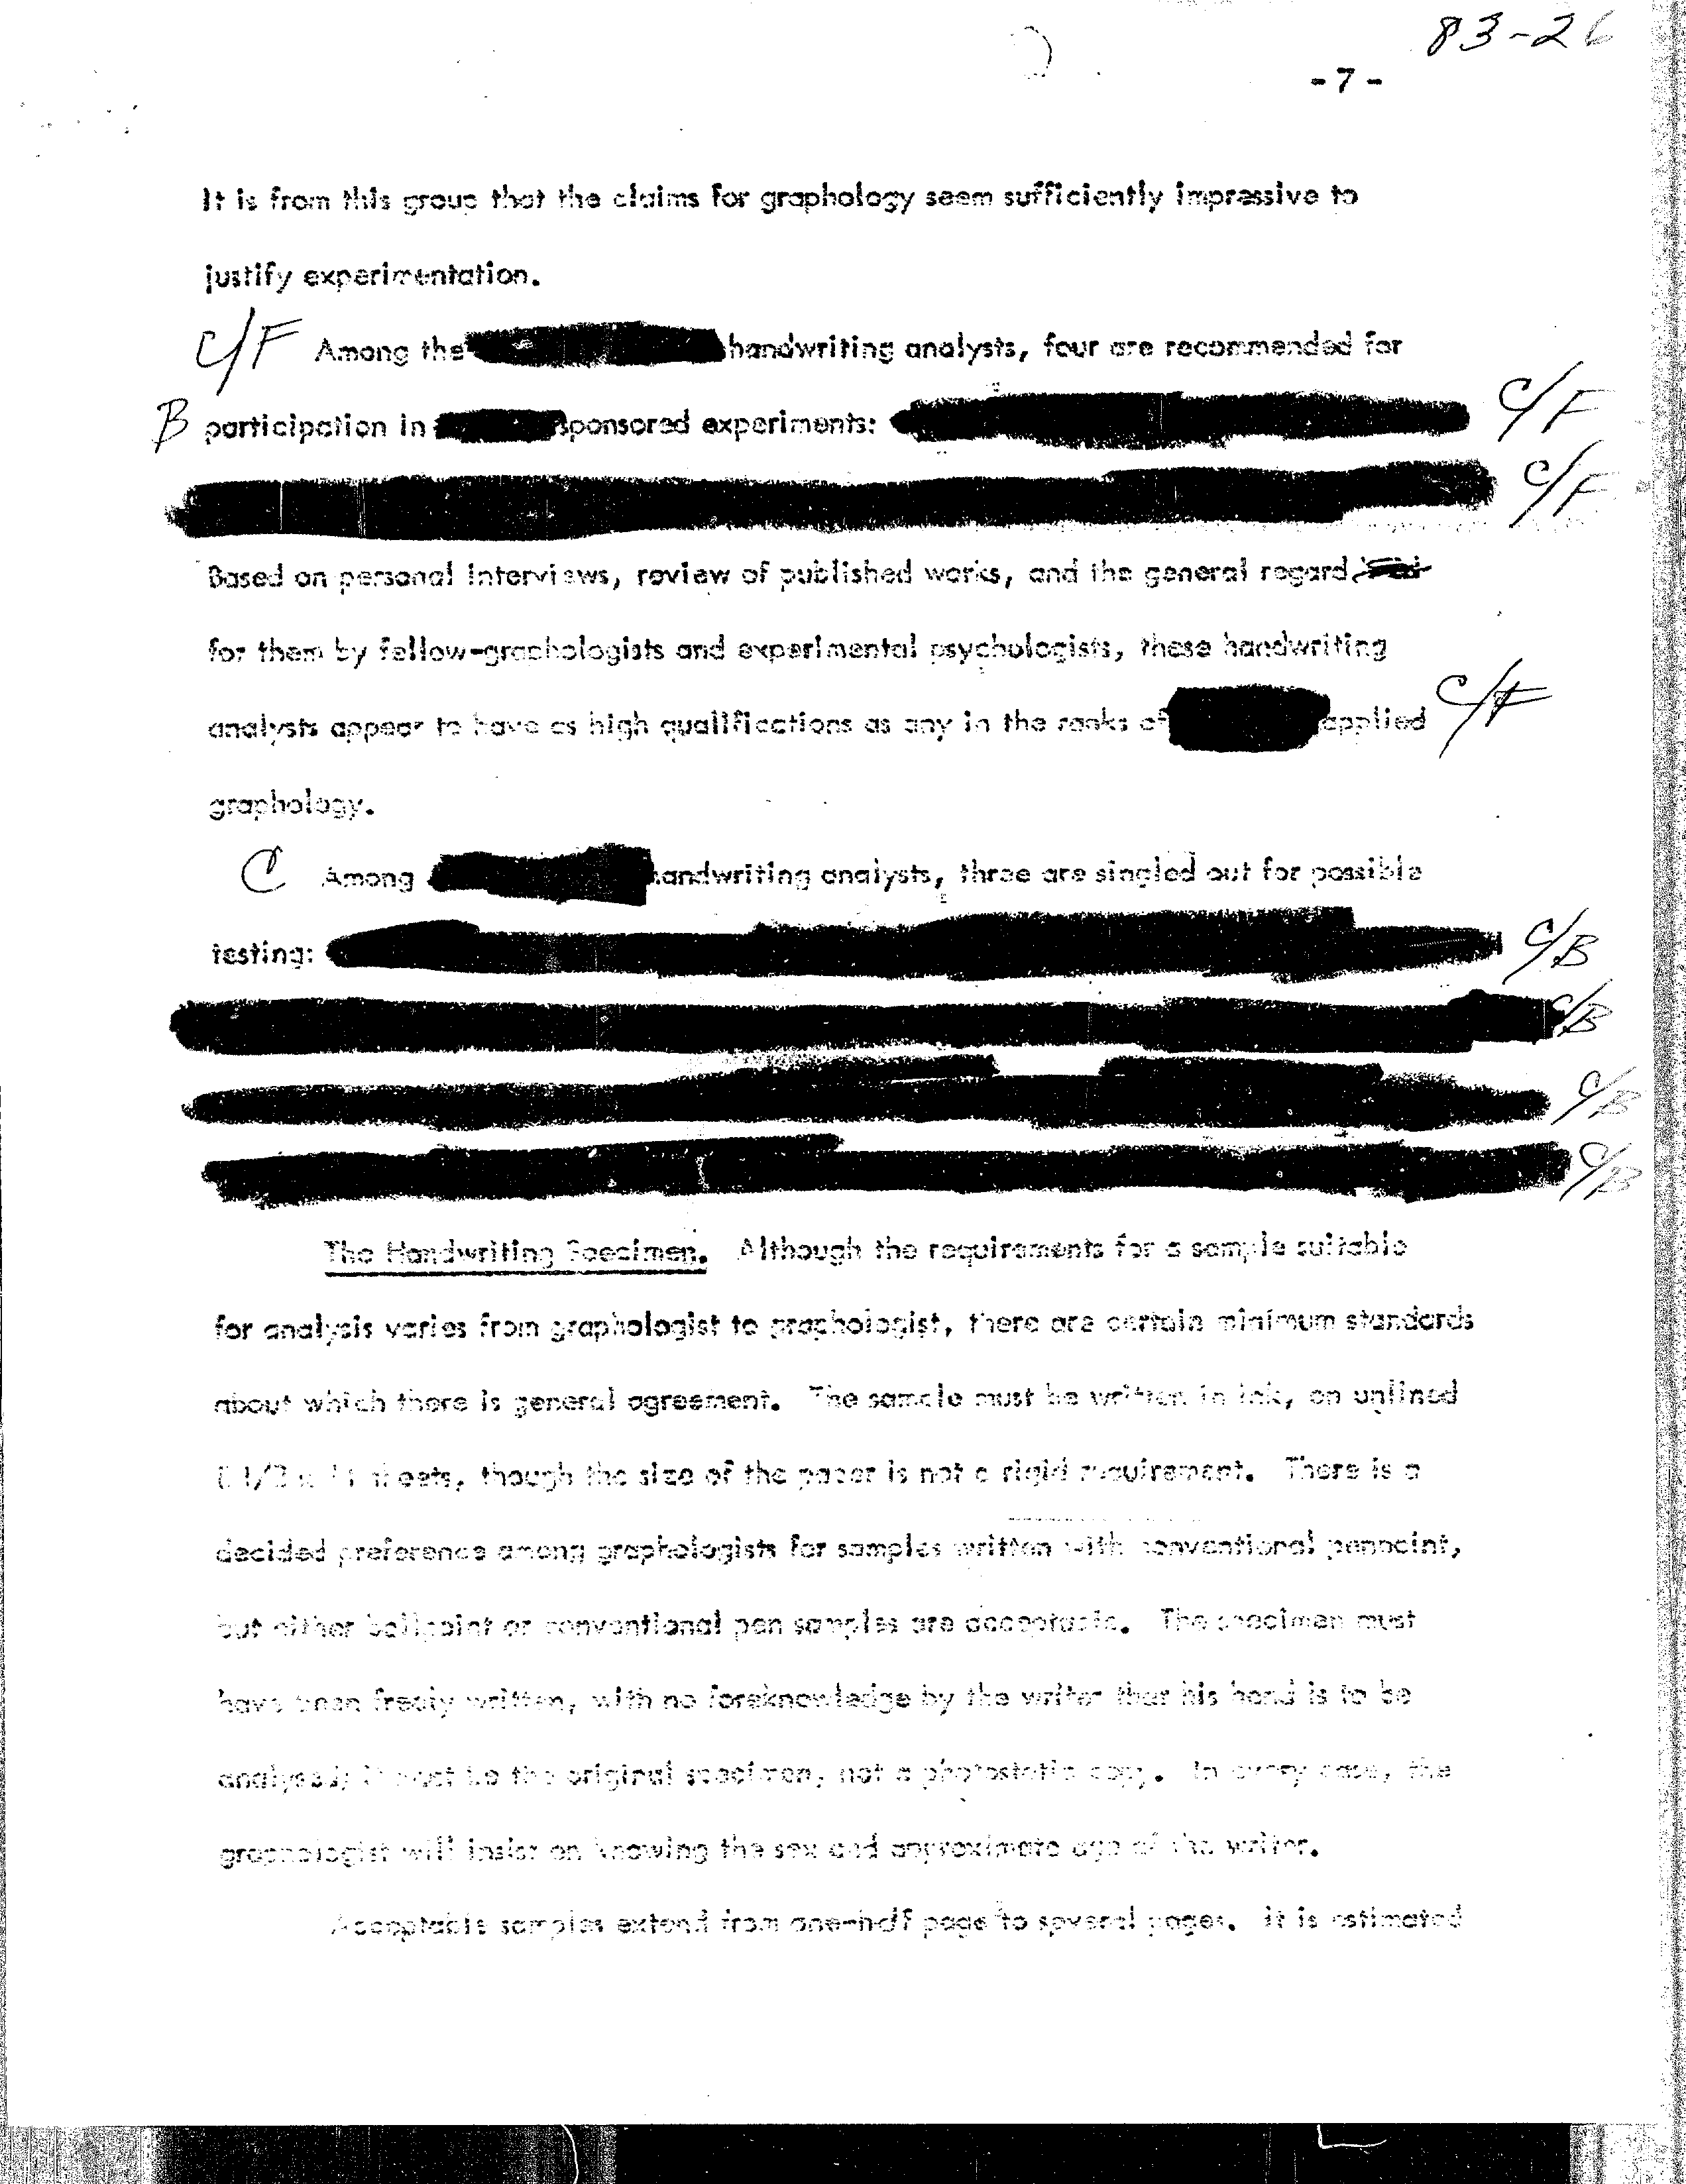 83-26
- 7 -
It is from this group that the claims for graphology seem sufficiently impressive to
justify experimentation.
C/F Among the handwriting analysts, four are recommended for
B participation in sponsored experiments: C/F
C/F
Based on personal interviews, review of published works, and the general regard
for them by fellow-graphologists and experimental psychologists, these handwriting
analysts appear to have as high qualifications as any in the ranks of applied C/F
graphology.
C Among handwriting analysts, three are singled out for possible
testing: C/B
C/B
C/B
C/B
The Handwriting Specimen. Although the requirements for a sample suitable
for analysis varies from graphologist to graphologist, there are certain minimum standards
about which there is general agreement. The sample must be written in ink, on unlined
8 1/2 x 11 sheets, though the size of the paper is not a rigid requirement. There is a
decided preference among graphologists for samples written with conventional penpoint,
but either ballpoint or conventional pen samples are acceptable. The specimen must
have been freely written, with no foreknowledge by the writer that his hand is to be
analysed; it must be the original specimen, not a photostatic copy. In every case, the
graphologist will insist on knowing the sex and approximate age of the writer.
Acceptable samples extend from one-half page to several pages. It is estimated